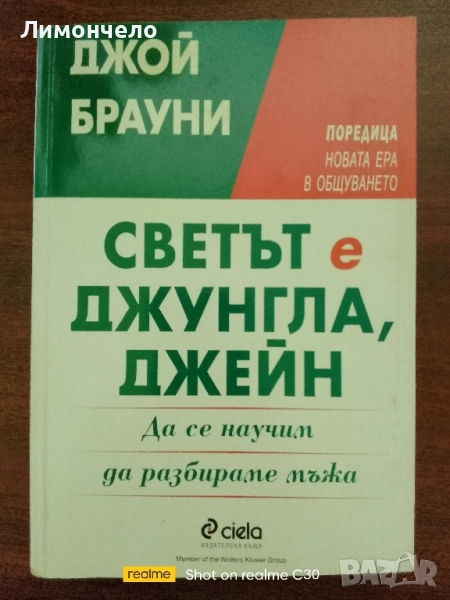 Лимончело
ДЖОЙ
БРАУНИ
ПОРЕДИЦА
НОВАТА ЕРА
В ОБЩУВАНЕТО
СВЕТЪТ е
ДЖУНГЛА,
ДЖЕЙН
Да се научим
да разбираме мъжа
ciela
ИЗДАТЕЛСКА КЪЩА
Member of the Wolters Kluwer Group
realme Shot on realme C30
БАЗАР